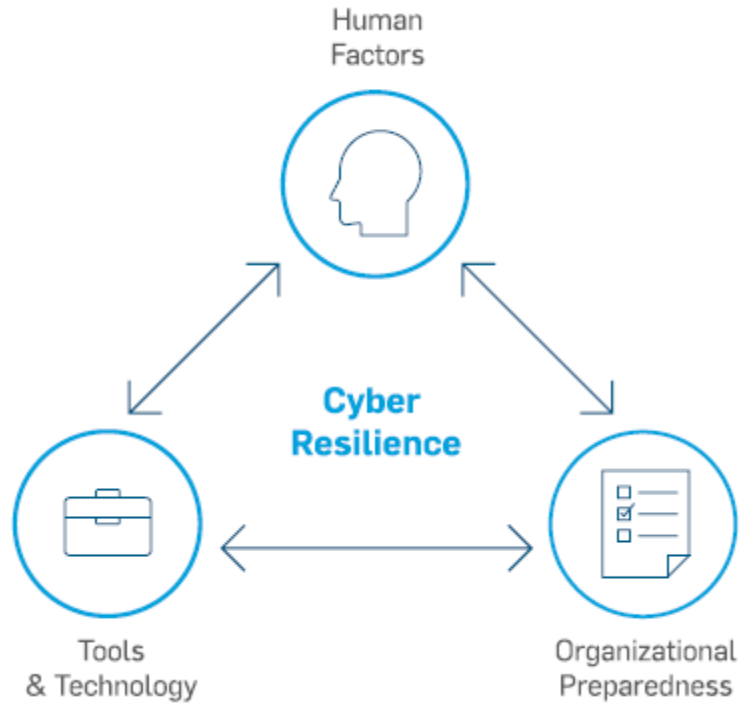 Human
Factors
Cyber
Resilience
Tools
& Technology
Organizational
Preparedness